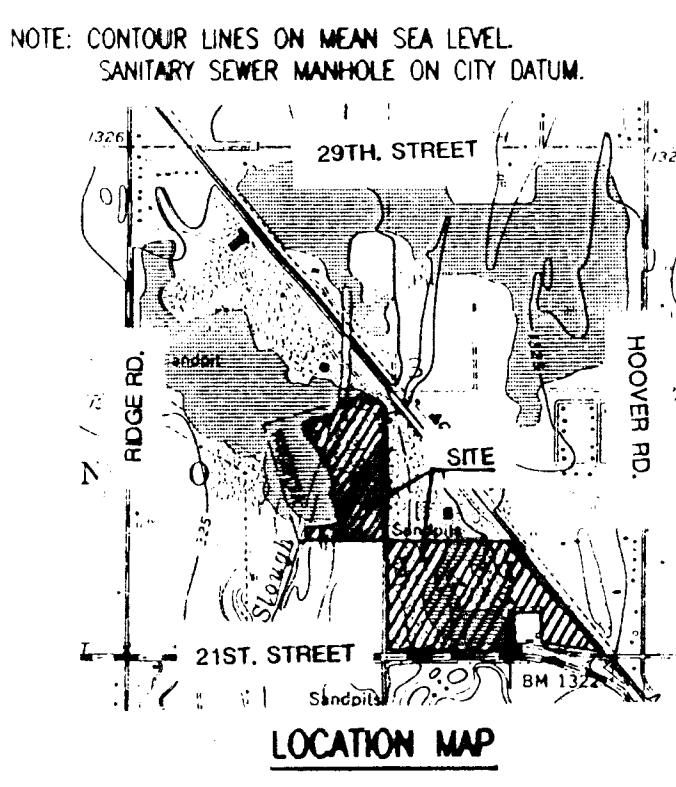 NOTE: CONTOUR LINES ON MEAN SEA LEVEL.
SANITARY SEWER MANHOLE ON CITY DATUM.
1326
29TH. STREET
RIDGE RD.
HOOVER RD.
SITE
N O
Sandpits
Slough
21ST. STREET
BM 1322
Sandpits
LOCATION MAP